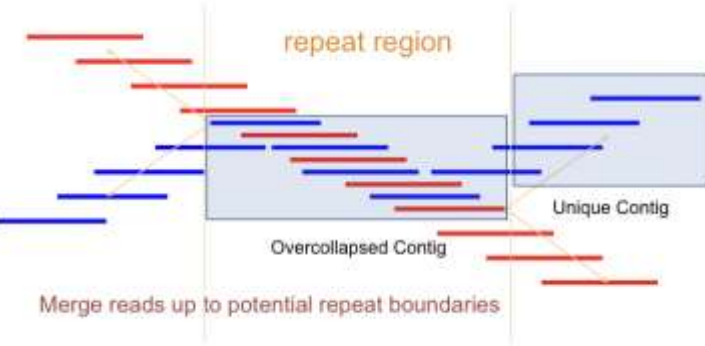 repeat region
Unique Contig
Overcollapsed Contig
Merge reads up to potential repeat boundaries